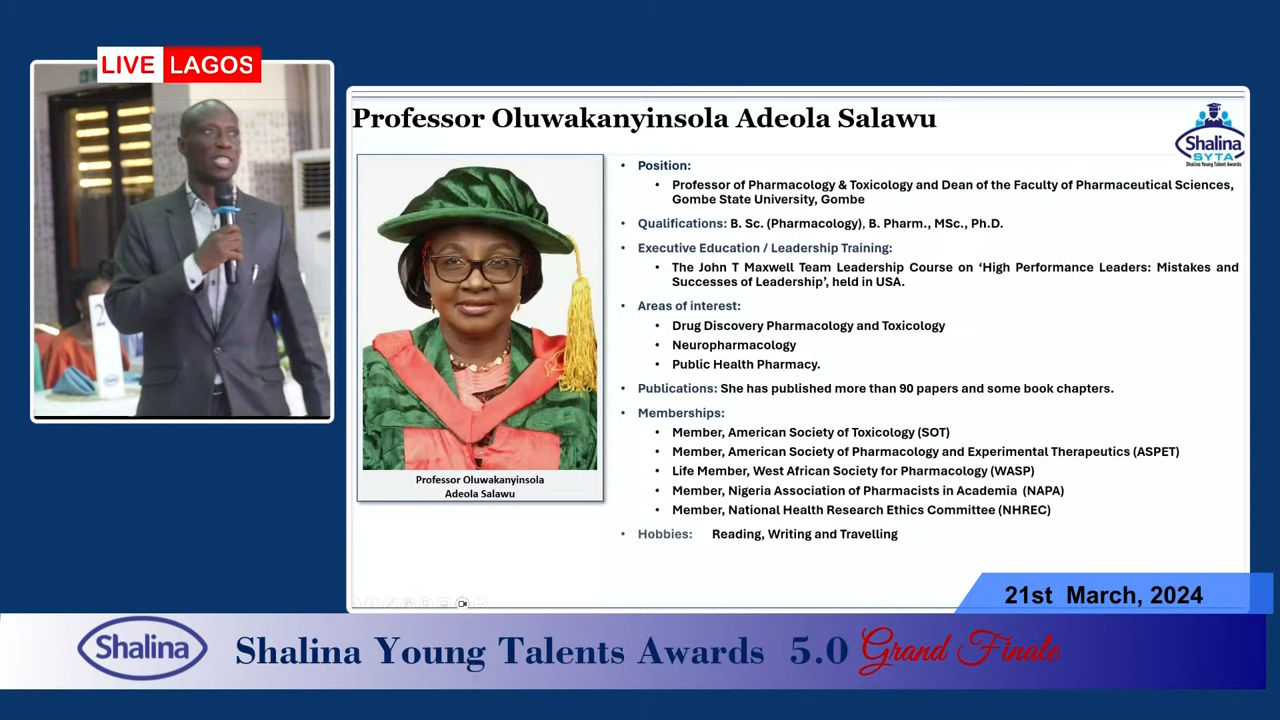 LIVE LAGOS
Professor Oluwakanyinsola Adeola Salawu
Shalina
SYTA
Shalina Young Talent Awards
• Position:
• Professor of Pharmacology & Toxicology and Dean of the Faculty of Pharmaceutical Sciences,
Gombe State University, Gombe
• Qualifications: B. Sc. (Pharmacology), B. Pharm., MSc., Ph.D.
• Executive Education / Leadership Training:
• The John T Maxwell Team Leadership Course on ‘High Performance Leaders: Mistakes and
Successes of Leadership’, held in USA.
• Areas of interest:
• Drug Discovery Pharmacology and Toxicology
• Neuropharmacology
• Public Health Pharmacy.
• Publications: She has published more than 90 papers and some book chapters.
• Memberships:
• Member, American Society of Toxicology (SOT)
• Member, American Society of Pharmacology and Experimental Therapeutics (ASPET)
• Life Member, West African Society for Pharmacology (WASP)
• Member, Nigeria Association of Pharmacists in Academia (NAPA)
• Member, National Health Research Ethics Committee (NHREC)
• Hobbies: Reading, Writing and Travelling
Professor Oluwakanyinsola
Adeola Salawu
2
21st March, 2024
Shalina
Shalina Young Talents Awards 5.0 Grand Finale